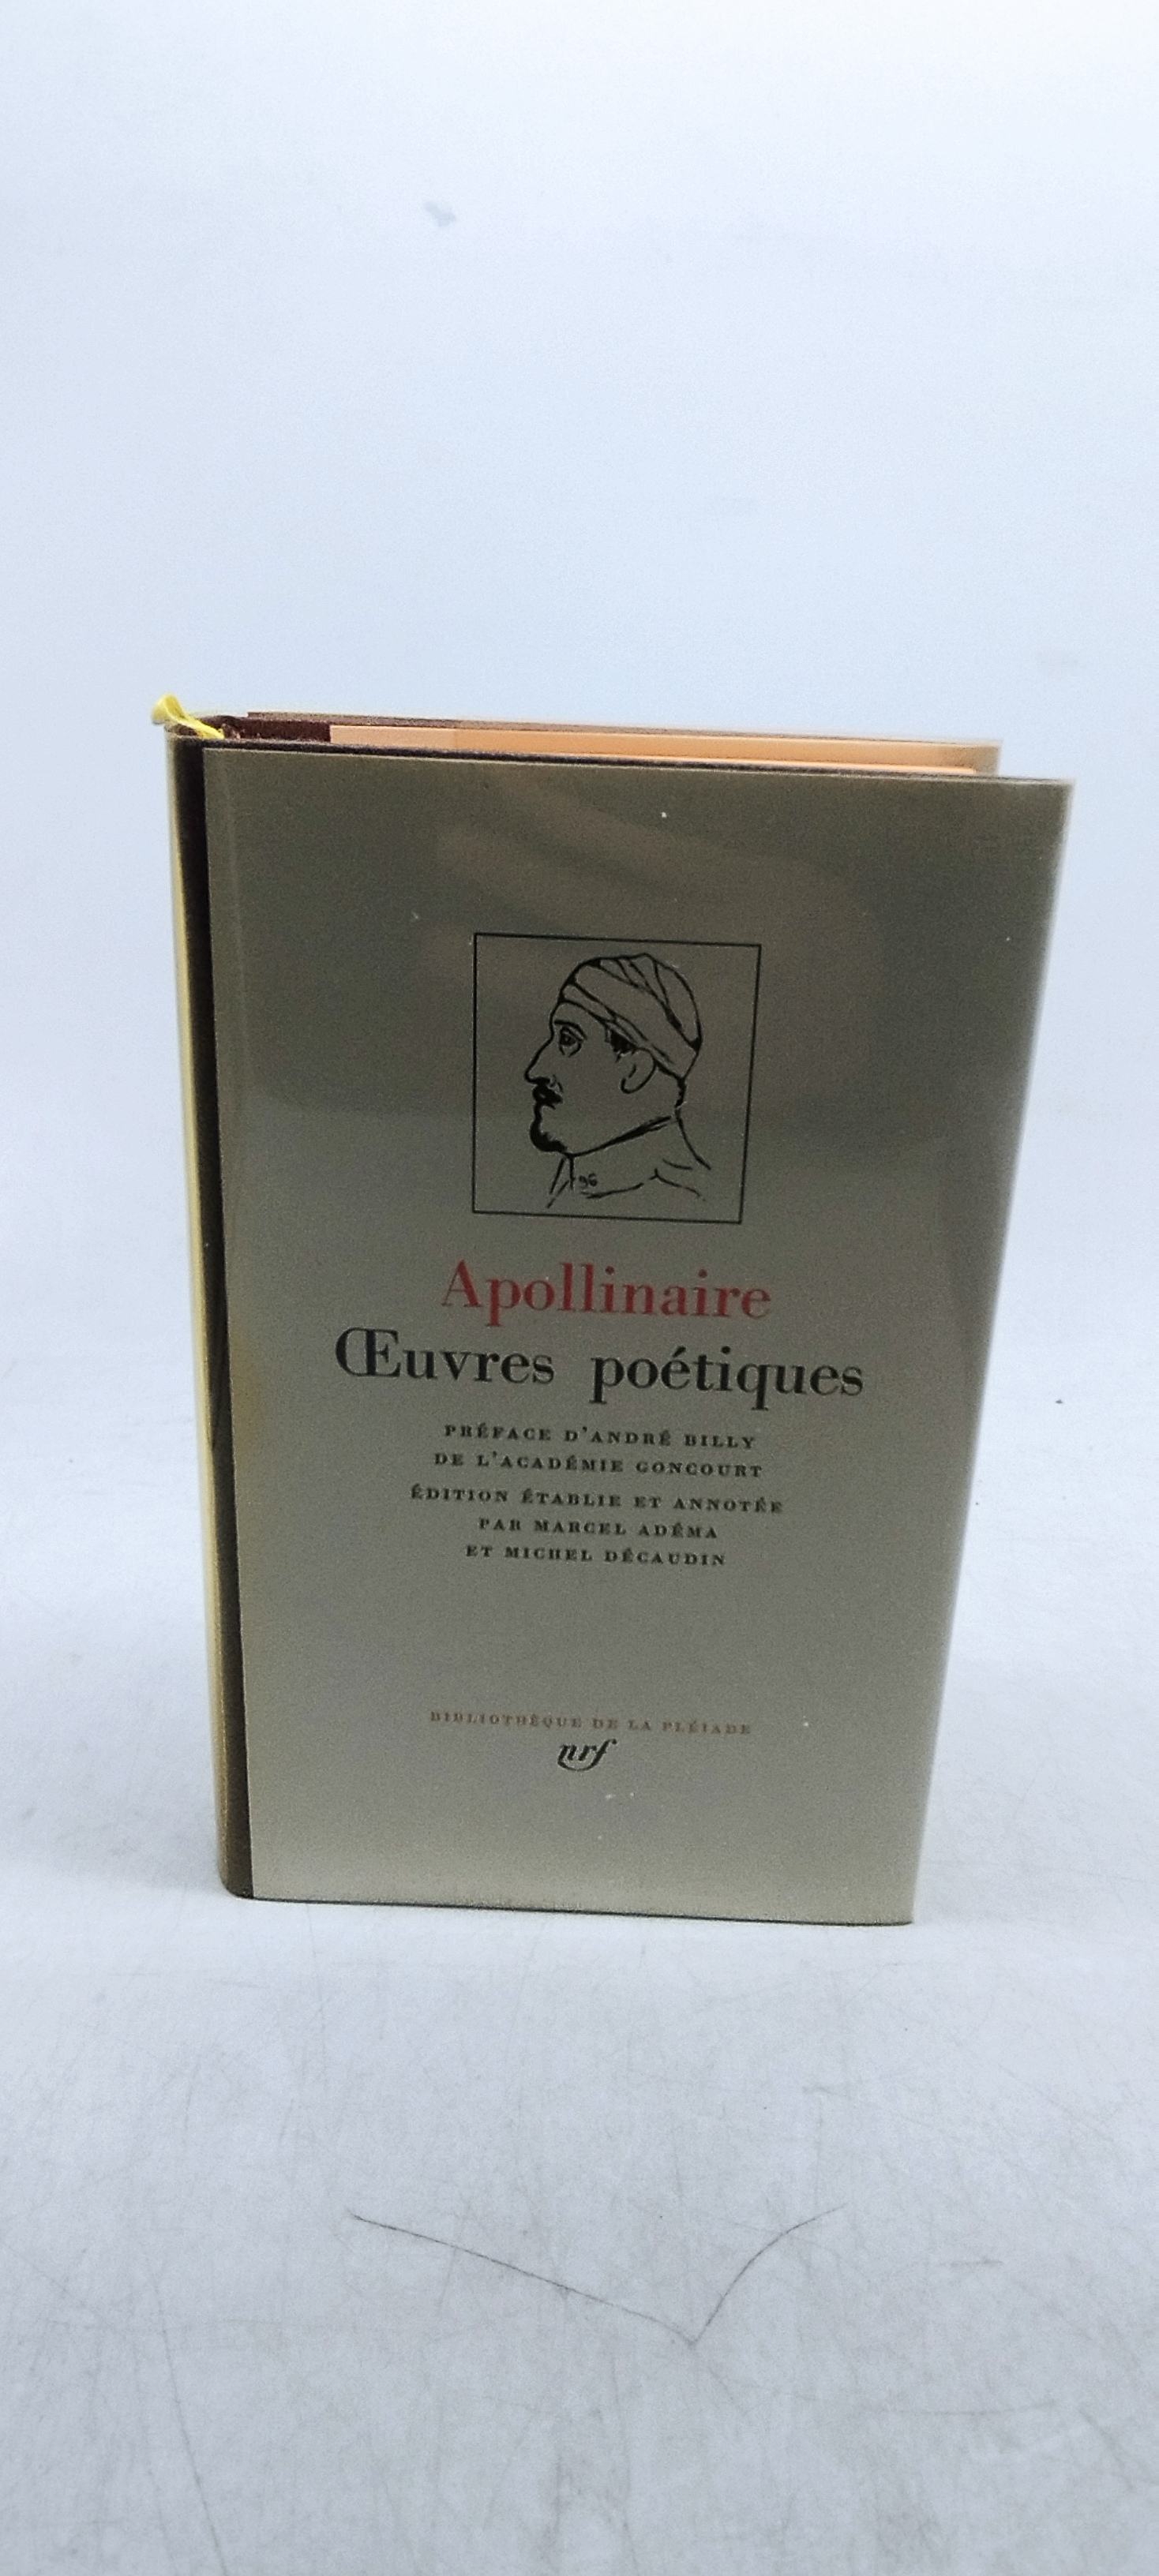 Apollinaire
Œuvres poétiques
PRÉFACE D'ANDRÉ BILLY
DE L'ACADÉMIE GONCOURT
ÉDITION ÉTABLIE ET ANNOTÉE
PAR MARCEL ADÉMA
ET MICHEL DÉCAUDIN
BIBLIOTHÈQUE DE LA PLÉIADE
nrf